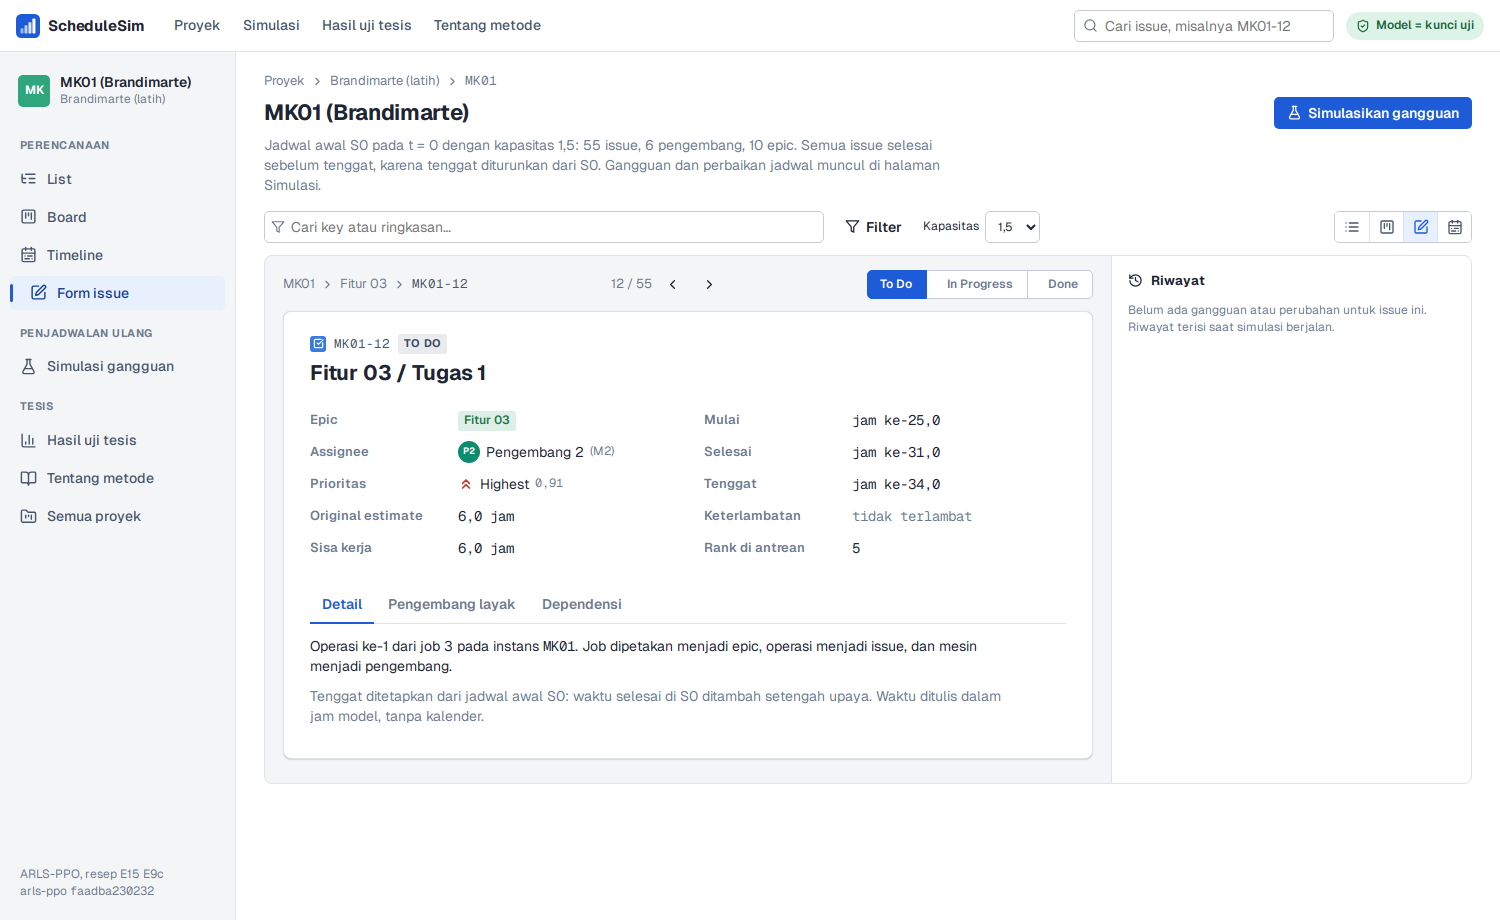 ScheduleSim
Proyek
Simulasi
Hasil uji tesis
Tentang metode
Cari issue, misalnya MK01-12
Model = kunci uji
MK
MK01 (Brandimarte)
Brandimarte (latih)
PERENCANAAN
List
Board
Timeline
Form issue
PENJADWALAN ULANG
Simulasi gangguan
TESIS
Hasil uji tesis
Tentang metode
Semua proyek
ARLS-PPO, resep E15 E9c
arls-ppo faadba230232
Proyek > Brandimarte (latih) > MK01
MK01 (Brandimarte)
Simulasikan gangguan
Jadwal awal S0 pada t = 0 dengan kapasitas 1,5: 55 issue, 6 pengembang, 10 epic. Semua issue selesai
sebelum tenggat, karena tenggat diturunkan dari S0. Gangguan dan perbaikan jadwal muncul di halaman
Simulasi.
Cari key atau ringkasan...
Filter
Kapasitas
1,5
MK01 > Fitur 03 > MK01-12
12 / 55
To Do
In Progress
Done
MK01-12 TO DO
Fitur 03 / Tugas 1
Epic Fitur 03
Assignee P2 Pengembang 2 (M2)
Prioritas Highest 0,91
Original estimate 6,0 jam
Sisa kerja 6,0 jam
Mulai jam ke-25,0
Selesai jam ke-31,0
Tenggat jam ke-34,0
Keterlambatan tidak terlambat
Rank di antrean 5
Detail
Pengembang layak
Dependensi
Operasi ke-1 dari job 3 pada instans MK01. Job dipetakan menjadi epic, operasi menjadi issue, dan mesin
menjadi pengembang.
Tenggat ditetapkan dari jadwal awal S0: waktu selesai di S0 ditambah setengah upaya. Waktu ditulis dalam
jam model, tanpa kalender.
Riwayat
Belum ada gangguan atau perubahan untuk issue ini.
Riwayat terisi saat simulasi berjalan.